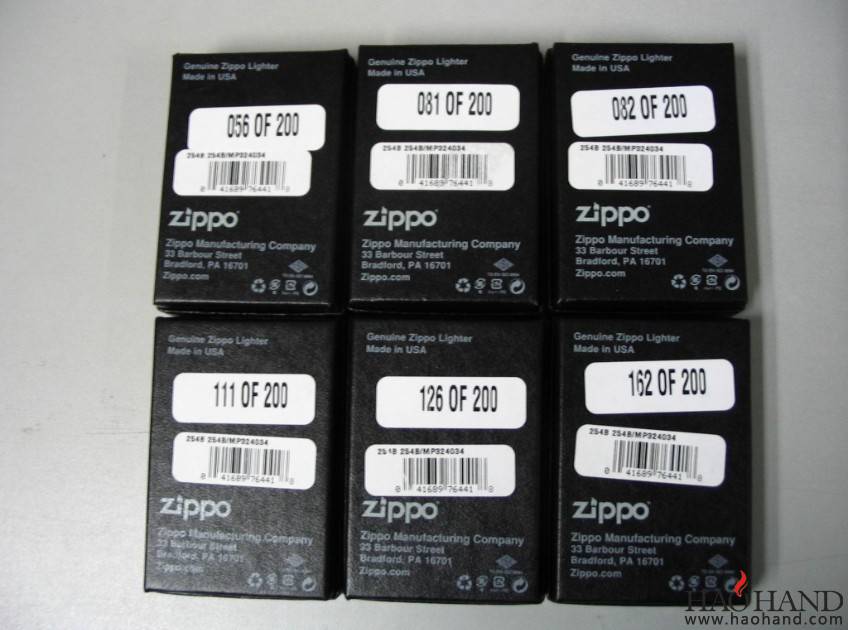 Genuine Zippo Lighter
Made in USA
056 OF 200
254B 254B/MP324034
0 41689 76441 8
zippo
Zippo Manufacturing Company
33 Barbour Street
Bradford, PA 16701
Zippo.com
Genuine Zippo Lighter
Made in USA
081 OF 200
254B 254B/MP324034
0 41689 76441 8
zippo
Zippo Manufacturing Company
33 Barbour Street
Bradford, PA 16701
Zippo.com
Genuine Zippo Lighter
Made in USA
082 OF 200
254B 254B/MP324034
0 41689 76441 8
zippo
Zippo Manufacturing Company
33 Barbour Street
Bradford, PA 16701
Zippo.com
Genuine Zippo Lighter
Made in USA
111 OF 200
254B 254B/MP324034
0 41689 76441 8
zippo
Zippo Manufacturing Company
33 Barbour Street
Bradford, PA 16701
Zippo.com
Genuine Zippo Lighter
Made in USA
126 OF 200
254B 254B/MP324034
0 41689 76441 8
zippo
Zippo Manufacturing Company
33 Barbour Street
Bradford, PA 16701
Zippo.com
Genuine Zippo Lighter
Made in USA
162 OF 200
254B 254B/MP324034
0 41689 76441 8
zippo
Zippo Manufacturing Company
33 Barbour Street
Bradford, PA 16701
Zippo.com
HAOHAND
www.haohand.com